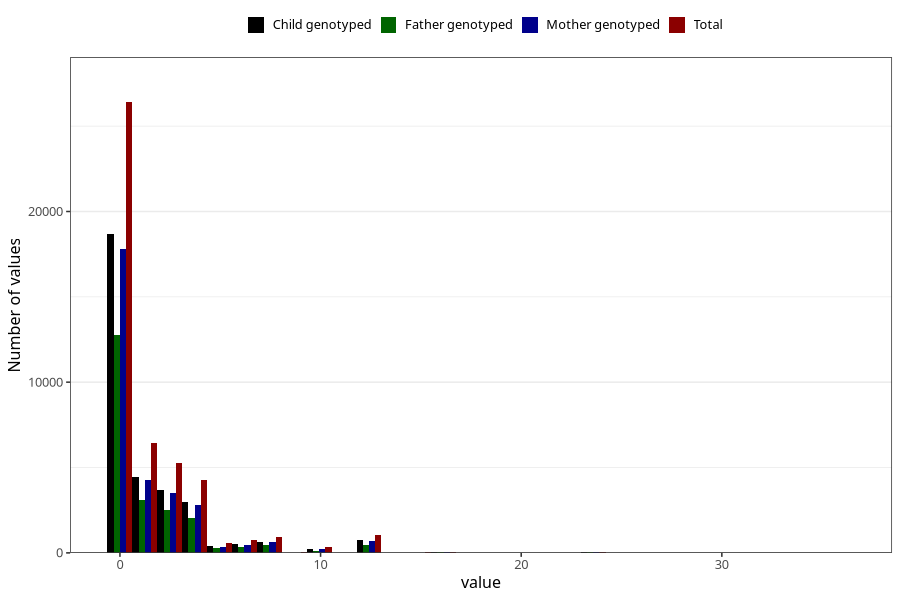 Child genotyped Father genotyped Mother genotyped Total
Number of values
20000
10000
0
0 10 20 30
value